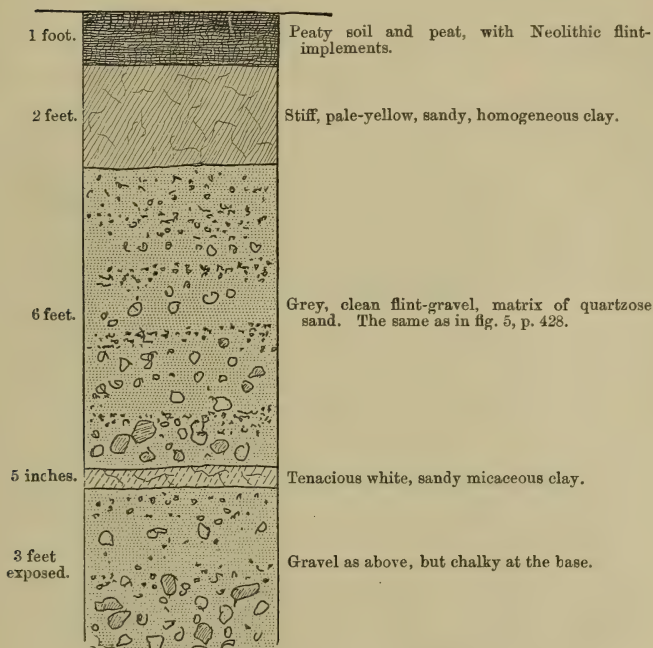 1 foot.
Peaty soil and peat, with Neolithic flint-
implements.
2 feet.
Stiff, pale-yellow, sandy, homogeneous clay.
6 feet.
Grey, clean flint-gravel, matrix of quartzose
sand. The same as in fig. 5, p. 428.
5 inches.
Tenacious white, sandy micaceous clay.
3 feet
exposed.
Gravel as above, but chalky at the base.